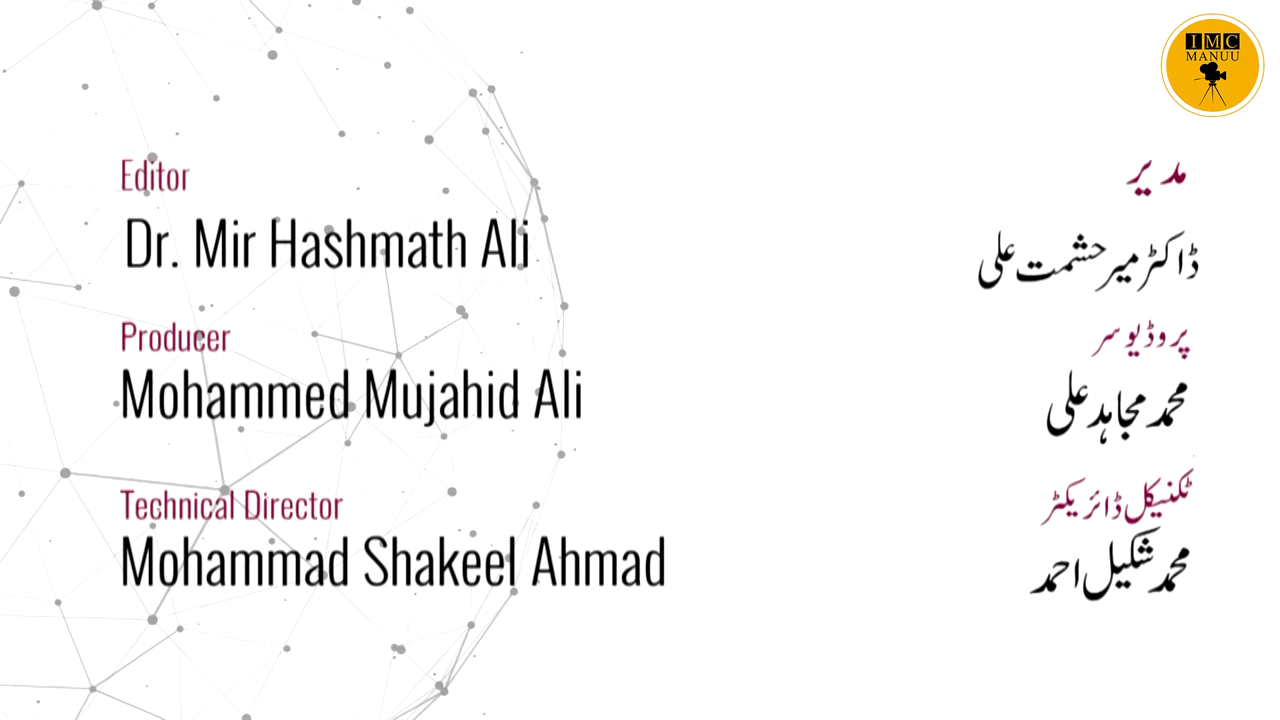 IMC
MANUU
Editor
مدیر
Dr. Mir Hashmath Ali
ڈاکٹر میر حشمت علی
Producer
پروڈیوسر
Mohammed Mujahid Ali
محمد مجاہد علی
Technical Director
ٹکنیکل ڈائریکٹر
Mohammad Shakeel Ahmad
محمد شکیل احمد